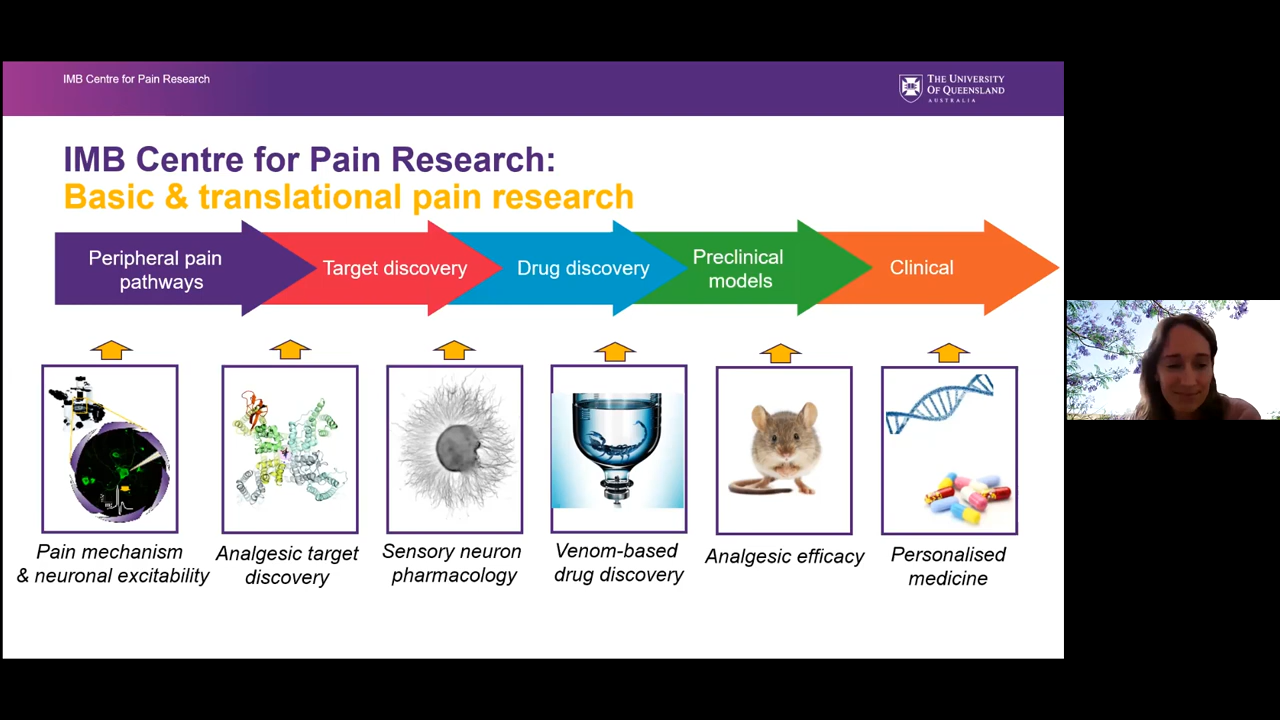 IMB Centre for Pain Research
THE UNIVERSITY
OF QUEENSLAND
AUSTRALIA
IMB Centre for Pain Research:
Basic & translational pain research
Peripheral pain
pathways
Target discovery
Drug discovery
Preclinical
models
Clinical
Pain mechanism
& neuronal excitability
Analgesic target
discovery
Sensory neuron
pharmacology
Venom-based
drug discovery
Analgesic efficacy
Personalised
medicine